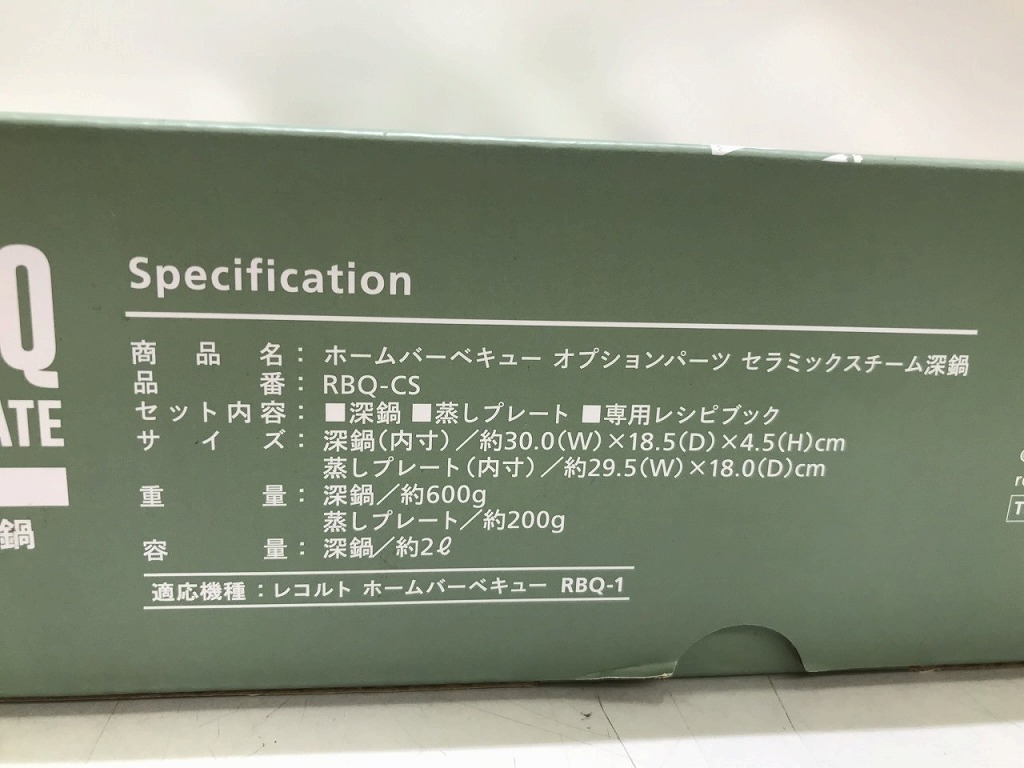 Q
ATE
鍋
Specification
商品名：ホームバーベキュー オプションパーツ セラミックスチーム深鍋
品番：RBQ-CS
セット内容：■深鍋 ■蒸しプレート ■専用レシピブック
サイズ：深鍋（内寸）／約30.0(W)×18.5(D)×4.5(H)cm
蒸しプレート（内寸）／約29.5(W)×18.0(D)cm
重量：深鍋／約600g
蒸しプレート／約200g
容量：深鍋／約2ℓ
適応機種：レコルト ホームバーベキュー RBQ-1